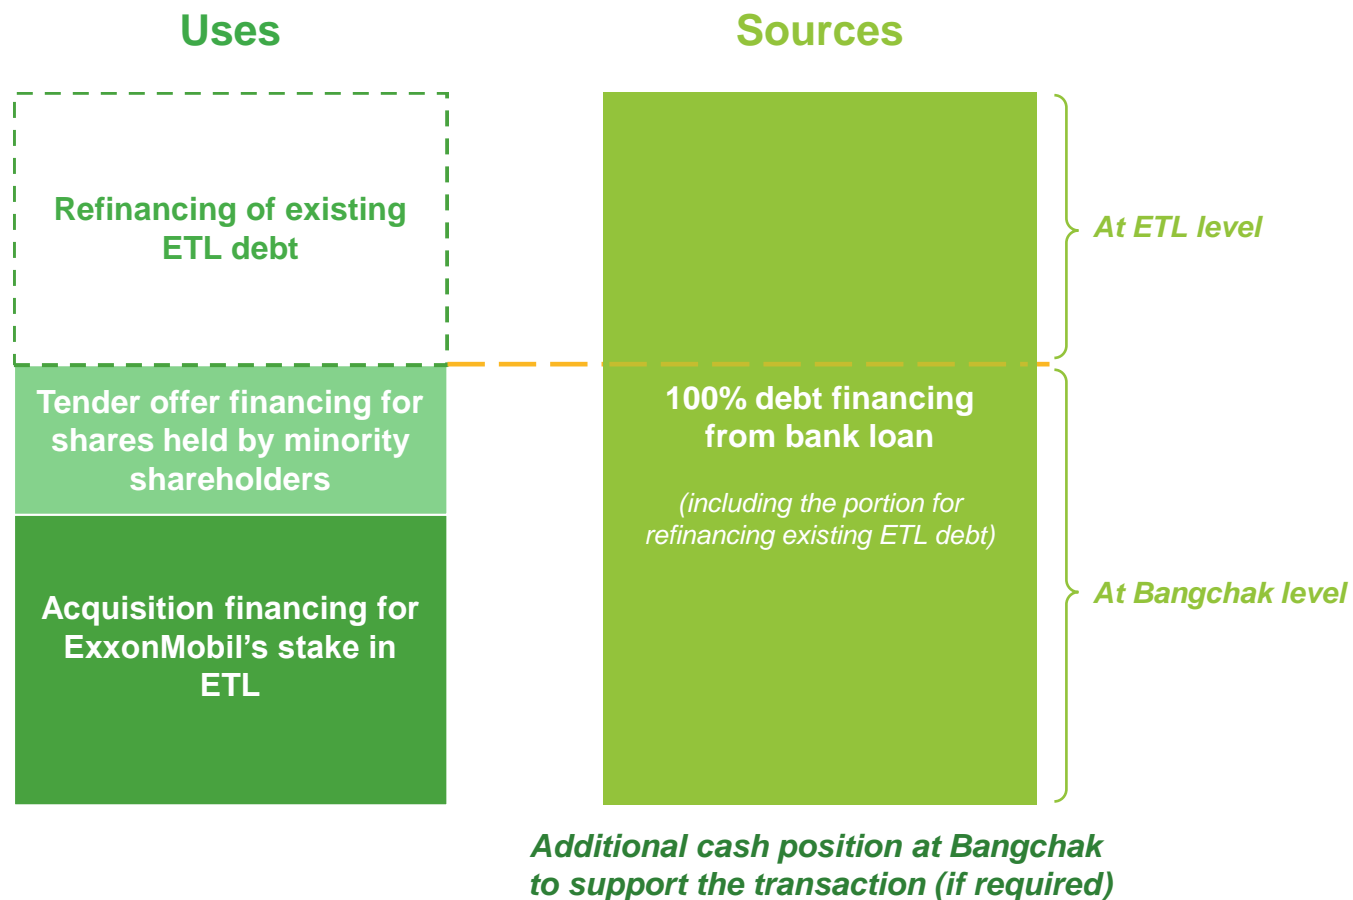 Uses
Sources
Refinancing of existing
ETL debt
At ETL level
Tender offer financing for
shares held by minority
shareholders
100% debt financing
from bank loan
(including the portion for
refinancing existing ETL debt)
Acquisition financing for
ExxonMobil’s stake in
ETL
At Bangchak level
Additional cash position at Bangchak
to support the transaction (if required)